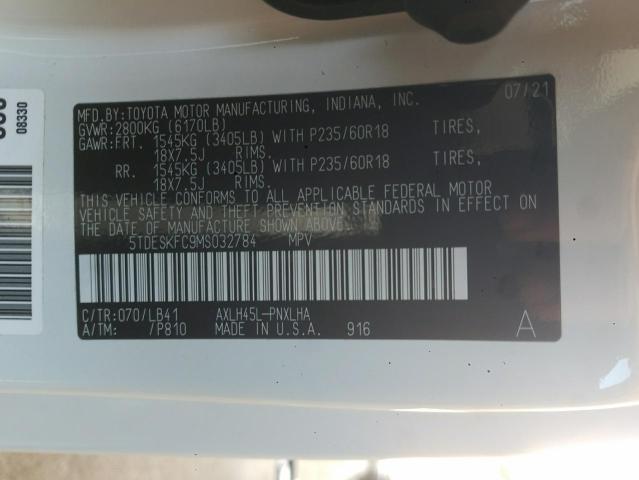 08330
MFD.BY:TOYOTA MOTOR MANUFACTURING, INDIANA, INC. 07/21
GVWR:2800KG (6170LB)
GAWR:FRT. 1545KG (3405LB) WITH P235/60R18 TIRES,
18X7.5J RIMS.
RR. 1545KG (3405LB) WITH P235/60R18 TIRES,
18X7.5J RIMS.
THIS VEHICLE CONFORMS TO ALL APPLICABLE FEDERAL MOTOR
VEHICLE SAFETY AND THEFT PREVENTION STANDARDS IN EFFECT ON
THE DATE OF MANUFACTURE SHOWN ABOVE.
5TDESKFC9MS032784 MPV
C/TR:070/LB41 AXLH45L-PNXLHA
A/TM: /P810 MADE IN U.S.A. 916 A